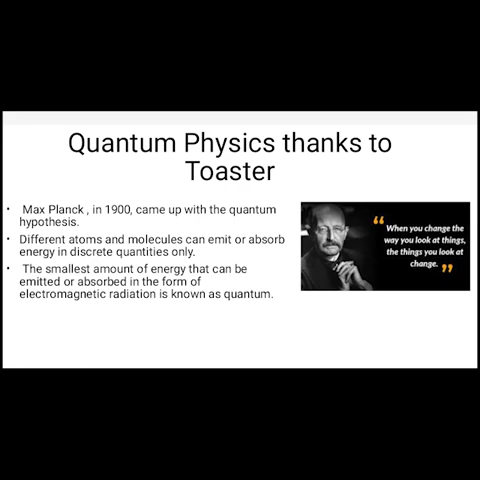 Quantum Physics thanks to
Toaster
• Max Planck , in 1900, came up with the quantum
hypothesis.
• Different atoms and molecules can emit or absorb
energy in discrete quantities only.
• The smallest amount of energy that can be
emitted or absorbed in the form of
electromagnetic radiation is known as quantum.
“ When you change the
way you look at things,
the things you look at
change. ”